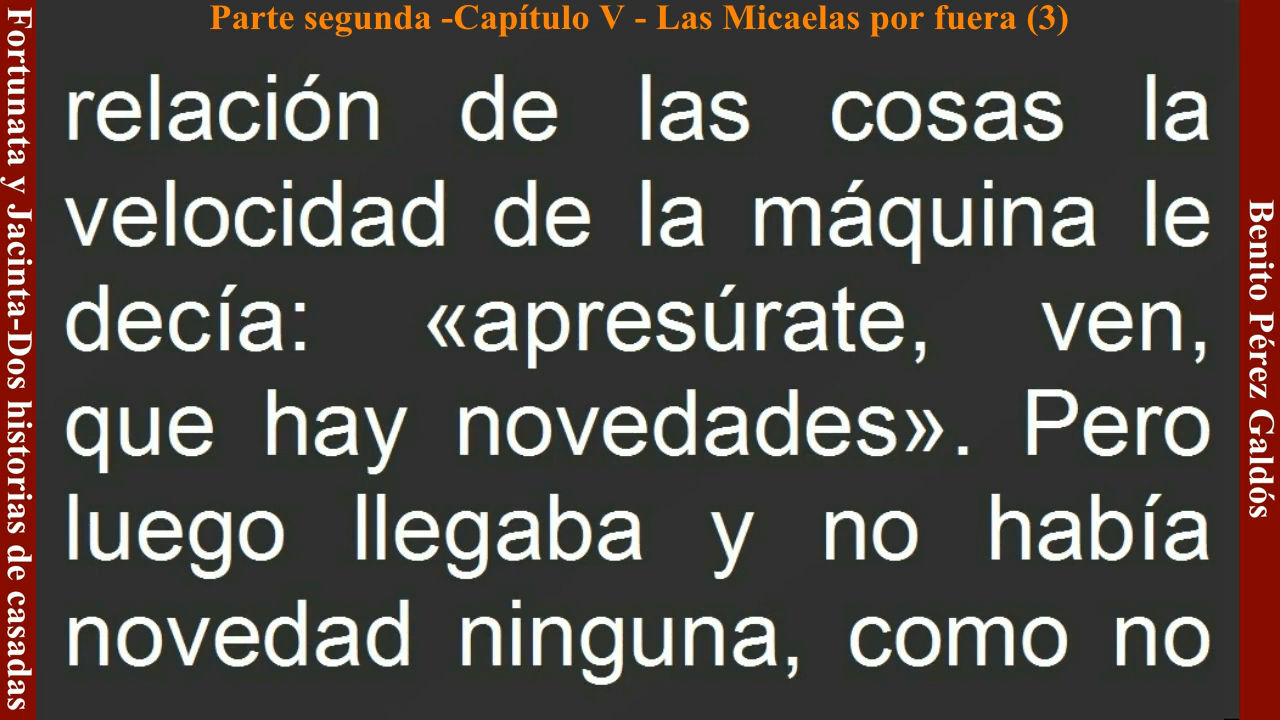 Parte segunda -Capítulo V - Las Micaelas por fuera (3)
Fortunata y Jacinta-Dos historias de casadas
relación de las cosas la
velocidad de la máquina le
decía: «apresúrate, ven,
que hay novedades». Pero
luego llegaba y no había
novedad ninguna, como no
Benito Pérez Galdós